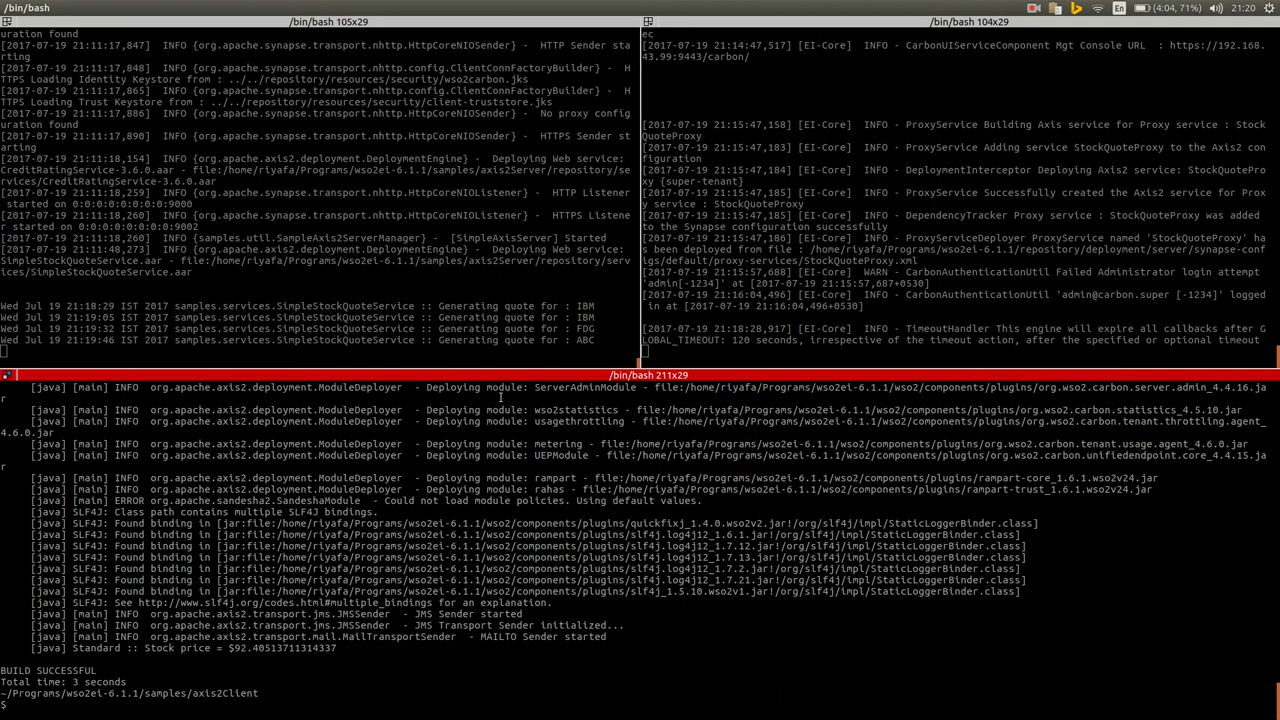 /bin/bash
En (4:04, 71%) 21:20
/bin/bash 105x29
uration found
[2017-07-19 21:11:17,847]  INFO {org.apache.synapse.transport.nhttp.HttpCoreNIOSender} -  HTTP Sender sta
rting
[2017-07-19 21:11:17,848]  INFO {org.apache.synapse.transport.nhttp.config.ClientConnFactoryBuilder} -  H
TTPS Loading Identity Keystore from : ../../repository/resources/security/wso2carbon.jks
[2017-07-19 21:11:17,865]  INFO {org.apache.synapse.transport.nhttp.config.ClientConnFactoryBuilder} -  H
TTPS Loading Trust Keystore from : ../../repository/resources/security/client-truststore.jks
[2017-07-19 21:11:17,886]  INFO {org.apache.synapse.transport.nhttp.HttpCoreNIOSender} -  No proxy config
uration found
[2017-07-19 21:11:17,890]  INFO {org.apache.synapse.transport.nhttp.HttpCoreNIOSender} -  HTTPS Sender st
arting
[2017-07-19 21:11:18,154]  INFO {org.apache.axis2.deployment.DeploymentEngine} -  Deploying Web service:
CreditRatingService-3.6.0.aar - file:/home/riyafa/Programs/wso2ei-6.1.1/samples/axis2Server/repository/se
rvices/CreditRatingService-3.6.0.aar
[2017-07-19 21:11:18,259]  INFO {org.apache.synapse.transport.nhttp.HttpCoreNIOListener} -  HTTP Listener
started on 0:0:0:0:0:0:0:0:9000
[2017-07-19 21:11:18,260]  INFO {org.apache.synapse.transport.nhttp.HttpCoreNIOListener} -  HTTPS Listene
r started on 0:0:0:0:0:0:0:0:9002
[2017-07-19 21:11:18,260]  INFO {samples.util.SampleAxis2ServerManager} -  [SimpleAxisServer] Started
[2017-07-19 21:11:48,273]  INFO {org.apache.axis2.deployment.DeploymentEngine} -  Deploying Web service:
SimpleStockQuoteService.aar - file:/home/riyafa/Programs/wso2ei-6.1.1/samples/axis2Server/repository/serv
ices/SimpleStockQuoteService.aar
Wed Jul 19 21:18:29 IST 2017 samples.services.SimpleStockQuoteService :: Generating quote for : IBM
Wed Jul 19 21:19:05 IST 2017 samples.services.SimpleStockQuoteService :: Generating quote for : IBM
Wed Jul 19 21:19:32 IST 2017 samples.services.SimpleStockQuoteService :: Generating quote for : FDG
Wed Jul 19 21:19:46 IST 2017 samples.services.SimpleStockQuoteService :: Generating quote for : ABC
/bin/bash 104x29
ec
[2017-07-19 21:14:47,517] [EI-Core]  INFO - CarbonUIServiceComponent Mgt Console URL  : https://192.168.
43.99:9443/carbon/
[2017-07-19 21:15:47,158] [EI-Core]  INFO - ProxyService Building Axis service for Proxy service : Stock
QuoteProxy
[2017-07-19 21:15:47,183] [EI-Core]  INFO - ProxyService Adding service StockQuoteProxy to the Axis2 con
figuration
[2017-07-19 21:15:47,184] [EI-Core]  INFO - DeploymentInterceptor Deploying Axis2 service: StockQuotePro
xy {super-tenant}
[2017-07-19 21:15:47,185] [EI-Core]  INFO - ProxyService Successfully created the Axis2 service for Prox
y service : StockQuoteProxy
[2017-07-19 21:15:47,185] [EI-Core]  INFO - DependencyTracker Proxy service : StockQuoteProxy was added
to the Synapse configuration successfully
[2017-07-19 21:15:47,186] [EI-Core]  INFO - ProxyServiceDeployer ProxyService named 'StockQuoteProxy' ha
s been deployed from file : /home/riyafa/Programs/wso2ei-6.1.1/repository/deployment/server/synapse-conf
igs/default/proxy-services/StockQuoteProxy.xml
[2017-07-19 21:15:57,688] [EI-Core]  WARN - CarbonAuthenticationUtil Failed Administrator login attempt
'admin[-1234]' at [2017-07-19 21:15:57,687+0530]
[2017-07-19 21:16:04,496] [EI-Core]  INFO - CarbonAuthenticationUtil 'admin@carbon.super [-1234]' logged
 in at [2017-07-19 21:16:04,496+0530]
[2017-07-19 21:18:28,917] [EI-Core]  INFO - TimeoutHandler This engine will expire all callbacks after G
LOBAL_TIMEOUT: 120 seconds, irrespective of the timeout action, after the specified or optional timeout
/bin/bash 211x29
[java] [main] INFO  org.apache.axis2.deployment.ModuleDeployer  - Deploying module: ServerAdminModule - file:/home/riyafa/Programs/wso2ei-6.1.1/wso2/components/plugins/org.wso2.carbon.server.admin_4.4.16.ja
r
[java] [main] INFO  org.apache.axis2.deployment.ModuleDeployer  - Deploying module: wso2statistics - file:/home/riyafa/Programs/wso2ei-6.1.1/wso2/components/plugins/org.wso2.carbon.statistics_4.5.10.jar
[java] [main] INFO  org.apache.axis2.deployment.ModuleDeployer  - Deploying module: usagethrottling - file:/home/riyafa/Programs/wso2ei-6.1.1/wso2/components/plugins/org.wso2.carbon.tenant.throttling.agent_
4.6.0.jar
[java] [main] INFO  org.apache.axis2.deployment.ModuleDeployer  - Deploying module: metering - file:/home/riyafa/Programs/wso2ei-6.1.1/wso2/components/plugins/org.wso2.carbon.tenant.usage.agent_4.6.0.jar
[java] [main] INFO  org.apache.axis2.deployment.ModuleDeployer  - Deploying module: UEPModule - file:/home/riyafa/Programs/wso2ei-6.1.1/wso2/components/plugins/org.wso2.carbon.unifiedendpoint.core_4.4.15.ja
r
[java] [main] INFO  org.apache.axis2.deployment.ModuleDeployer  - Deploying module: rampart - file:/home/riyafa/Programs/wso2ei-6.1.1/wso2/components/plugins/rampart-core_1.6.1.wso2v24.jar
[java] [main] INFO  org.apache.axis2.deployment.ModuleDeployer  - Deploying module: rahas - file:/home/riyafa/Programs/wso2ei-6.1.1/wso2/components/plugins/rampart-trust_1.6.1.wso2v24.jar
[java] [main] ERROR org.apache.sandesha2.SandeshaModule  - Could not load module policies. Using default values.
[java] SLF4J: Class path contains multiple SLF4J bindings.
[java] SLF4J: Found binding in [jar:file:/home/riyafa/Programs/wso2ei-6.1.1/wso2/components/plugins/quickfixj_1.4.0.wso2v2.jar!/org/slf4j/impl/StaticLoggerBinder.class]
[java] SLF4J: Found binding in [jar:file:/home/riyafa/Programs/wso2ei-6.1.1/wso2/components/plugins/slf4j.log4j12_1.6.1.jar!/org/slf4j/impl/StaticLoggerBinder.class]
[java] SLF4J: Found binding in [jar:file:/home/riyafa/Programs/wso2ei-6.1.1/wso2/components/plugins/slf4j.log4j12_1.7.12.jar!/org/slf4j/impl/StaticLoggerBinder.class]
[java] SLF4J: Found binding in [jar:file:/home/riyafa/Programs/wso2ei-6.1.1/wso2/components/plugins/slf4j.log4j12_1.7.13.jar!/org/slf4j/impl/StaticLoggerBinder.class]
[java] SLF4J: Found binding in [jar:file:/home/riyafa/Programs/wso2ei-6.1.1/wso2/components/plugins/slf4j.log4j12_1.7.2.jar!/org/slf4j/impl/StaticLoggerBinder.class]
[java] SLF4J: Found binding in [jar:file:/home/riyafa/Programs/wso2ei-6.1.1/wso2/components/plugins/slf4j.log4j12_1.7.21.jar!/org/slf4j/impl/StaticLoggerBinder.class]
[java] SLF4J: Found binding in [jar:file:/home/riyafa/Programs/wso2ei-6.1.1/wso2/components/plugins/slf4j_1.5.10.wso2v1.jar!/org/slf4j/impl/StaticLoggerBinder.class]
[java] SLF4J: See http://www.slf4j.org/codes.html#multiple_bindings for an explanation.
[java] [main] INFO  org.apache.axis2.transport.jms.JMSSender  - JMS Sender started
[java] [main] INFO  org.apache.axis2.transport.jms.JMSSender  - JMS Transport Sender initialized...
[java] [main] INFO  org.apache.axis2.transport.mail.MailTransportSender  - MAILTO Sender started
[java] Standard :: Stock price = $92.40513711314337
BUILD SUCCESSFUL
Total time: 3 seconds
~/Programs/wso2ei-6.1.1/samples/axis2Client
$